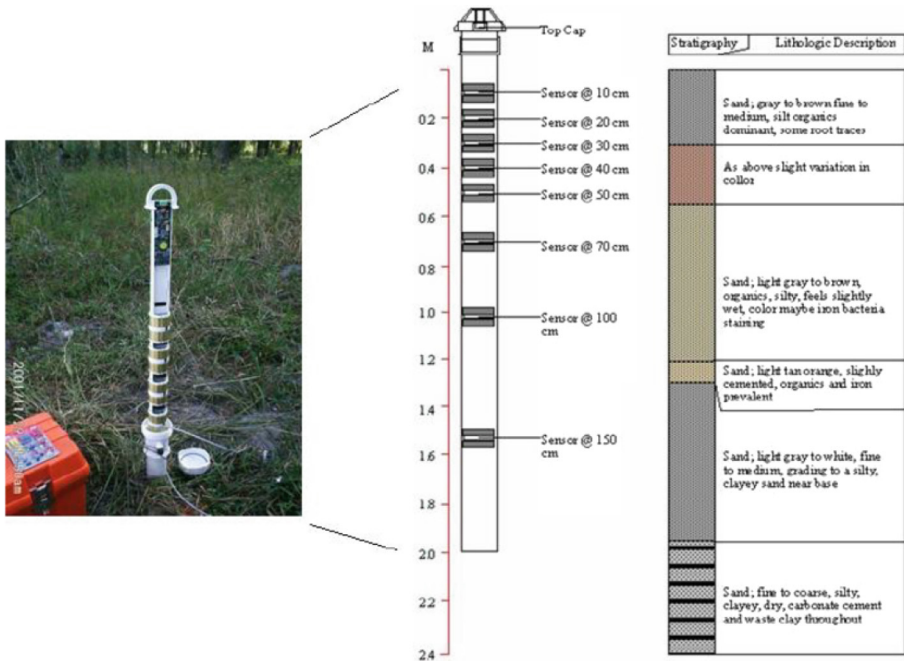 Top Cap
M
Stratigraphy
Lithologic Description
Sensor @ 10 cm
0.2
Sensor @ 20 cm
Sensor @ 30 cm
0.4
Sensor @ 40 cm
Sensor @ 50 cm
0.6
Sensor @ 70 cm
0.8
1.0
Sensor @ 100
cm
1.2
1.4
Sensor @ 150
cm
1.6
1.8
2.0
2.2
2.4
Sand; gray to brown fine to
medium, silt organics
dominant, some root traces
As above slight variation in
collor
Sand; light gray to brown,
organics, silty, feels slightly
wet, color maybe iron bacteria
staining
Sand; light tan orange, slighly
cemented, organics and iron
prevalent
Sand; light gray to white, fine
to medium, grading to a silty,
clayey sand near base
Sand; fine to coarse, silty,
clayey, dry, carbonate cement
and waste clay throughout